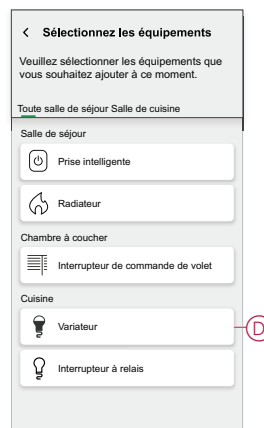 Sélectionnez les équipements
Veuillez sélectionner les équipements que
vous souhaitez ajouter à ce moment.
Toute salle de séjour Salle de cuisine
Salle de séjour
Prise intelligente
Radiateur
Chambre à coucher
Interrupteur de commande de volet
Cuisine
Variateur
D
Interrupteur à relais